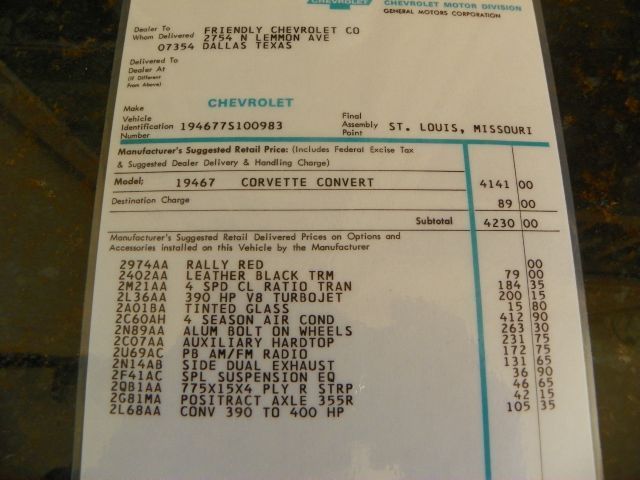 CHEVROLET
CHEVROLET MOTOR DIVISION
GENERAL MOTORS CORPORATION
Dealer To Whom Delivered
FRIENDLY CHEVROLET CO
2754 N LEMMON AVE
07354 DALLAS TEXAS
Delivered To
Dealer At
(If Different
From Above)
Make CHEVROLET
Vehicle Identification Number 194677S100983 Final Assembly Point ST. LOUIS, MISSOURI
Manufacturer's Suggested Retail Price: (Includes Federal Excise Tax
& Suggested Dealer Delivery & Handling Charge)
Model; 19467 CORVETTE CONVERT 4141 00
Destination Charge 89 00
Subtotal 4230 00
Manufacturer's Suggested Retail Delivered Prices on Options and
Accessories installed on this Vehicle by the Manufacturer
2974AA RALLY RED 00
2402AA LEATHER BLACK TRM 79 00
2M21AA 4 SPD CL RATIO TRAN 184 35
2L36AA 390 HP V8 TURBOJET 200 15
2A01BA TINTED GLASS 15 80
2C60AH 4 SEASON AIR COND 412 90
2N89AA ALUM BOLT ON WHEELS 263 30
2C07AA AUXILIARY HARDTOP 231 75
2U69AC PB AM/FM RADIO 172 75
2N14AB SIDE DUAL EXHAUST 131 65
2F41AC SPL SUSPENSION EQ 36 90
2QB1AA 775X15X4 PLY R STRP 46 65
2G81MA POSITRACT AXLE 355R 42 15
2L68AA CONV 390 TO 400 HP 105 35